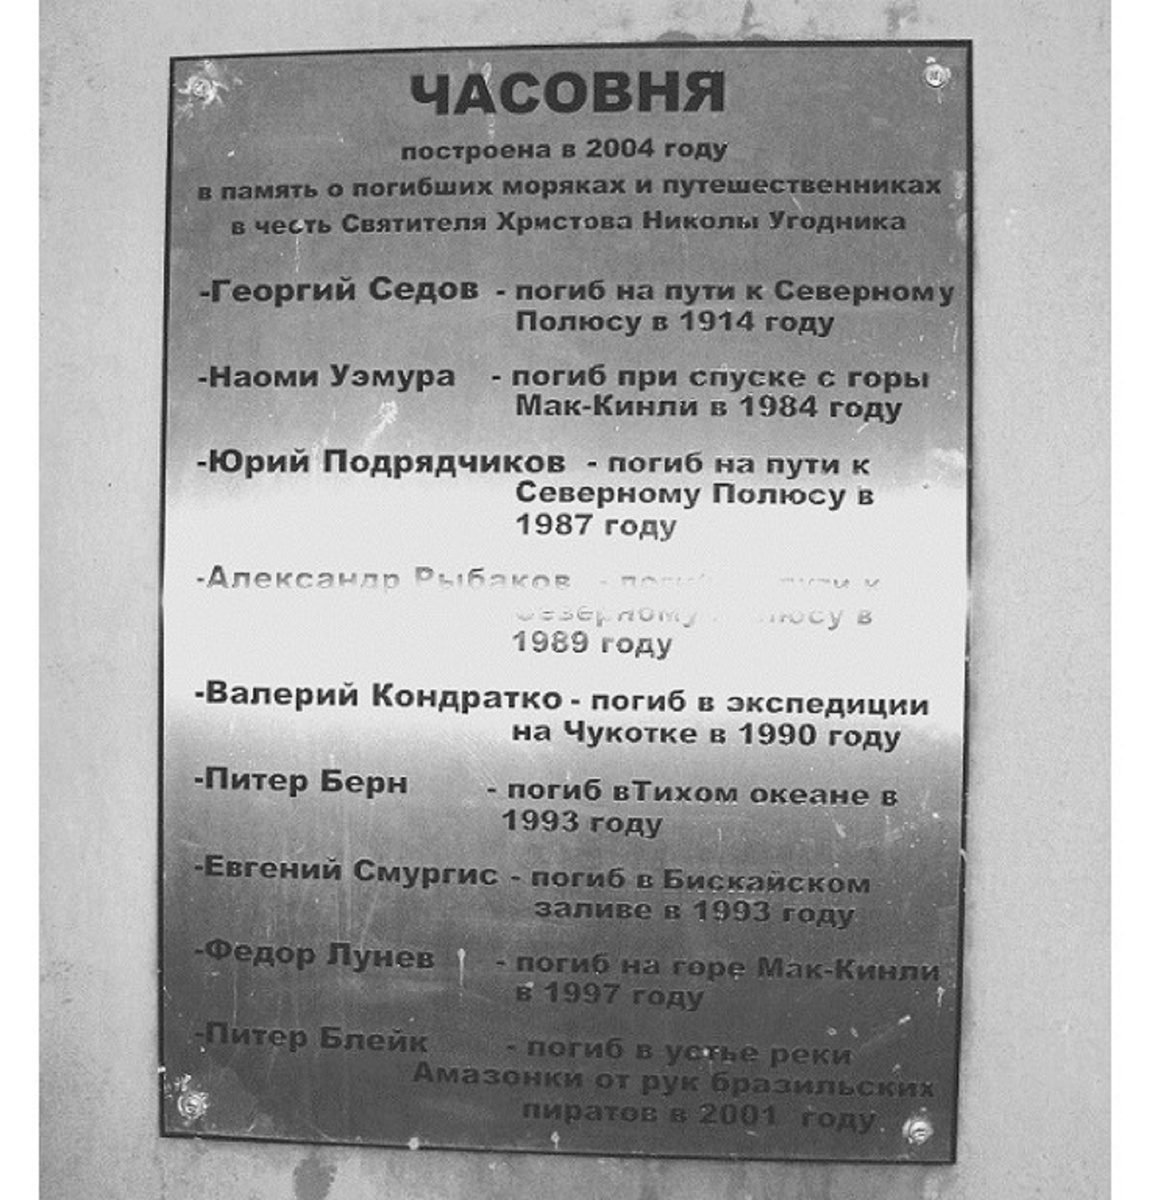 ЧАСОВНЯ
построена в 2004 году
в память о погибших моряках и путешественниках
в честь Святителя Христова Николы Угодника
-Георгий Седов - погиб на пути к Северному
Полюсу в 1914 году
-Наоми Уэмура - погиб при спуске с горы
Мак-Кинли в 1984 году
-Юрий Подрядчиков - погиб на пути к
Северному Полюсу в
1987 году
-Александр Рыбаков - пути к
Северному Полюсу в
1989 году
-Валерий Кондратко - погиб в экспедиции
на Чукотке в 1990 году
-Питер Берн - погиб вТихом океане в
1993 году
-Евгений Смургис - погиб в Бискайском
заливе в 1993 году
-Федор Лунев - погиб на горе Мак-Кинли
в 1997 году
-Питер Блейк - погиб в устье реки
Амазонки от рук бразильских
пиратов в 2001 году